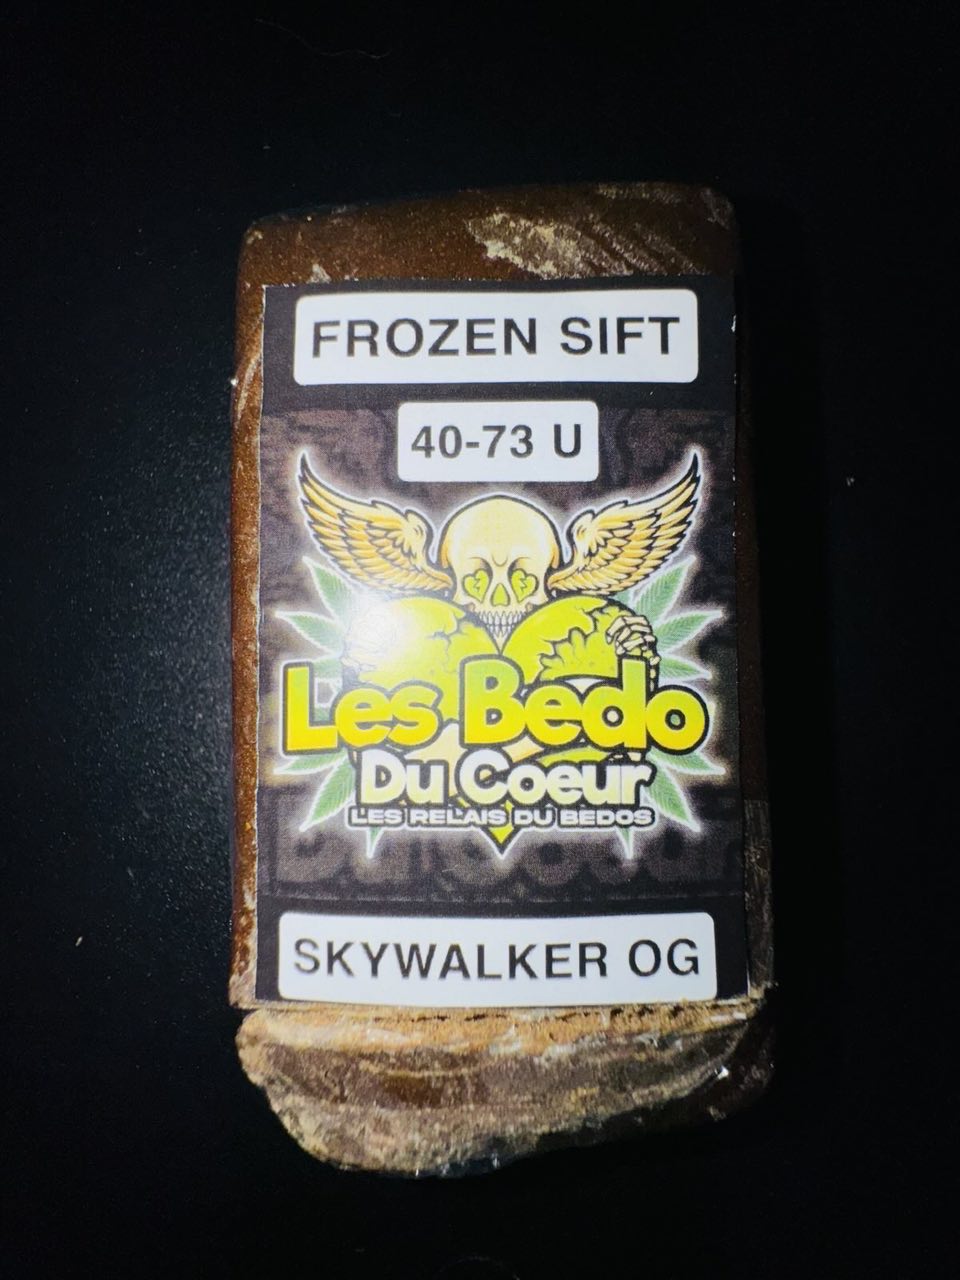 FROZEN SIFT
40-73 U
Les Bedo
Du Coeur
LES RELAIS DU BEDOS
SKYWALKER OG